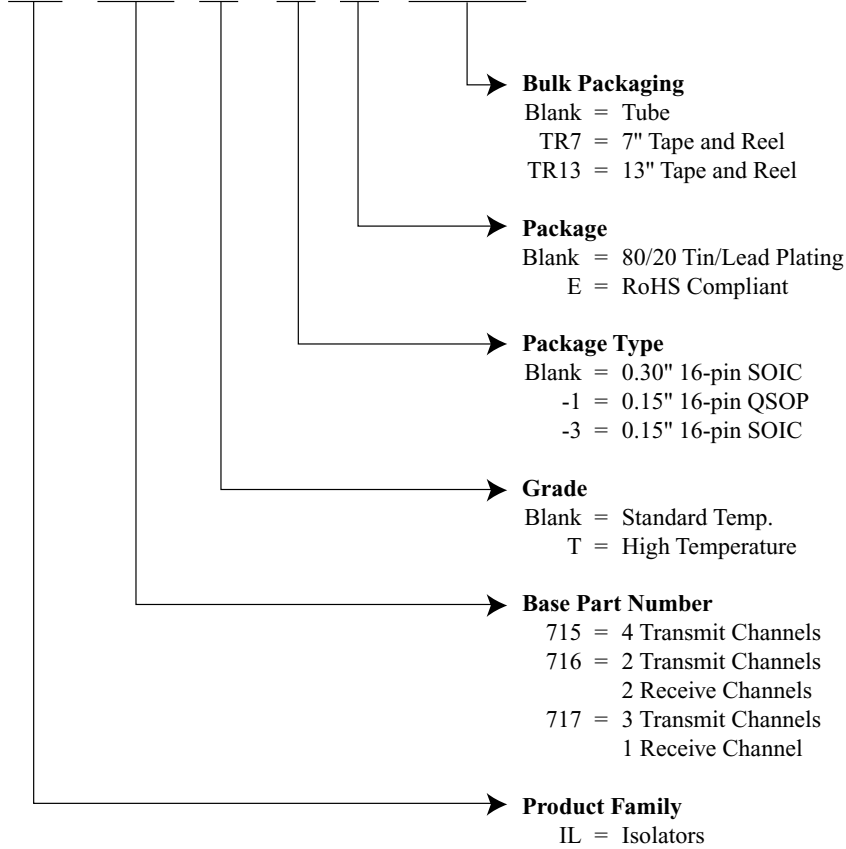 Bulk Packaging
Blank = Tube
TR7 = 7" Tape and Reel
TR13 = 13" Tape and Reel
Package
Blank = 80/20 Tin/Lead Plating
E = RoHS Compliant
Package Type
Blank = 0.30" 16-pin SOIC
-1 = 0.15" 16-pin QSOP
-3 = 0.15" 16-pin SOIC
Grade
Blank = Standard Temp.
T = High Temperature
Base Part Number
715 = 4 Transmit Channels
716 = 2 Transmit Channels
2 Receive Channels
717 = 3 Transmit Channels
1 Receive Channel
Product Family
IL = Isolators